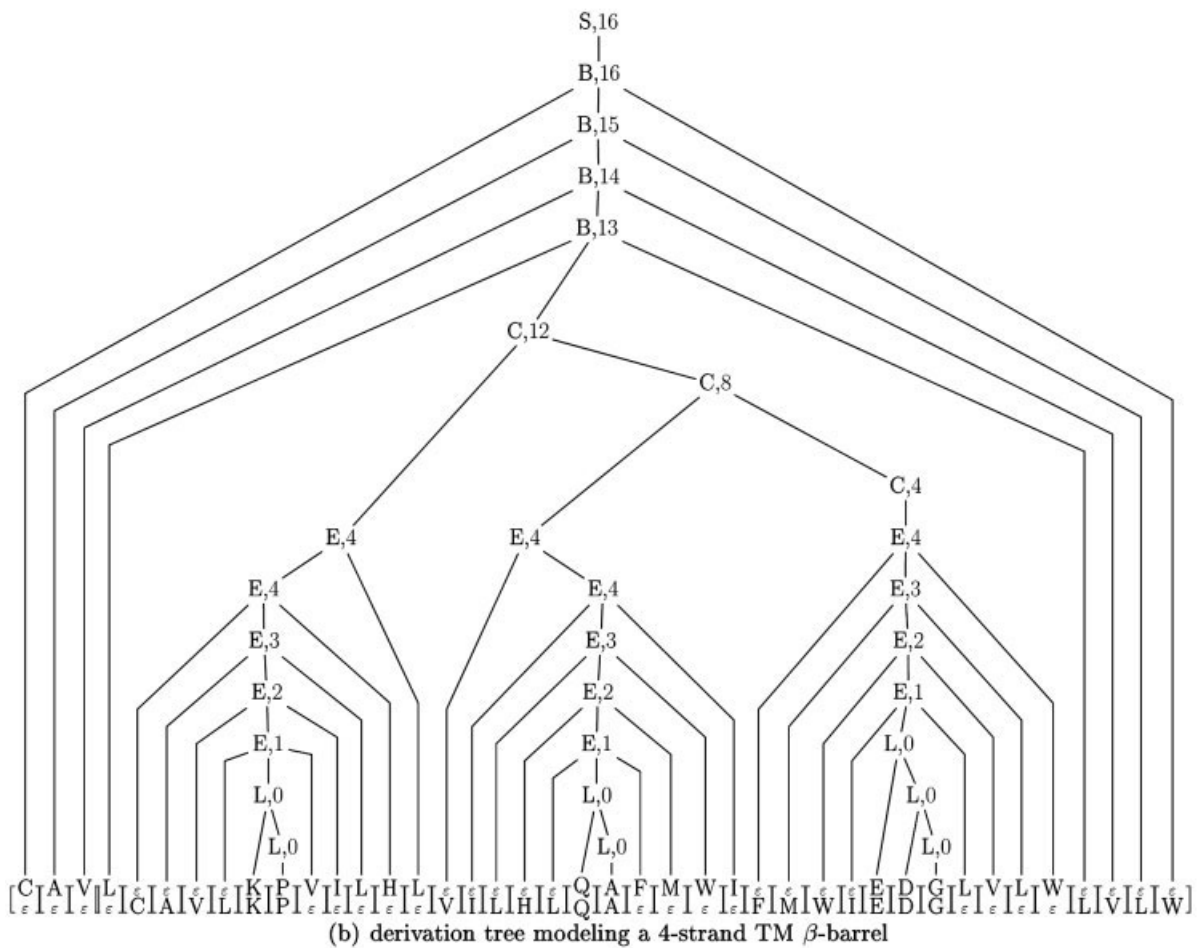 S,16
B,16
B,15
B,14
B,13
C,12
C,8
C,4
E,4 E,4 E,4
E,4 E,4 E,3
E,3 E,3 E,2
E,2 E,2 E,1
E,1 E,1 L,0
L,0 L,0 L,0
L,0 L,0 L,0
C A V L ε ε ε ε K P V I L H L ε ε ε ε ε Q A F M W I ε ε ε ε E D G L V L W ε ε ε ε
ε ε ε ε C A V L K P ε ε ε ε ε V I L H L Q A ε ε ε ε F M W I E D G ε ε ε ε L V L W
(b) derivation tree modeling a 4-strand TM β-barrel